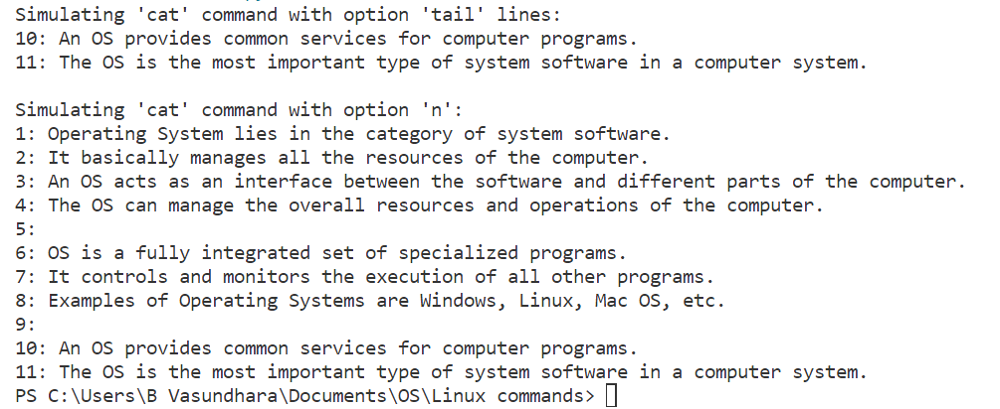 Simulating 'cat' command with option 'tail' lines:
10: An OS provides common services for computer programs.
11: The OS is the most important type of system software in a computer system.

Simulating 'cat' command with option 'n':
1: Operating System lies in the category of system software.
2: It basically manages all the resources of the computer.
3: An OS acts as an interface between the software and different parts of the computer.
4: The OS can manage the overall resources and operations of the computer.
5:
6: OS is a fully integrated set of specialized programs.
7: It controls and monitors the execution of all other programs.
8: Examples of Operating Systems are Windows, Linux, Mac OS, etc.
9:
10: An OS provides common services for computer programs.
11: The OS is the most important type of system software in a computer system.
PS C:\Users\B Vasundhara\Documents\OS\Linux commands>